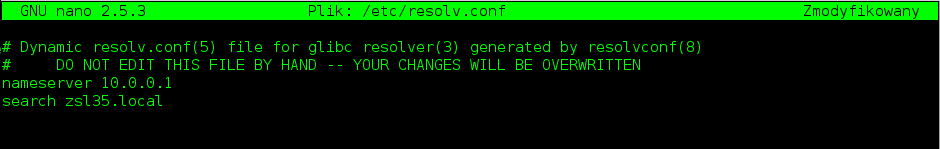 GNU nano 2.5.3 Plik: /etc/resolv.conf Zmodyfikowany
# Dynamic resolv.conf(5) file for glibc resolver(3) generated by resolvconf(8)
# DO NOT EDIT THIS FILE BY HAND -- YOUR CHANGES WILL BE OVERWRITTEN
nameserver 10.0.0.1
search zsl35.local